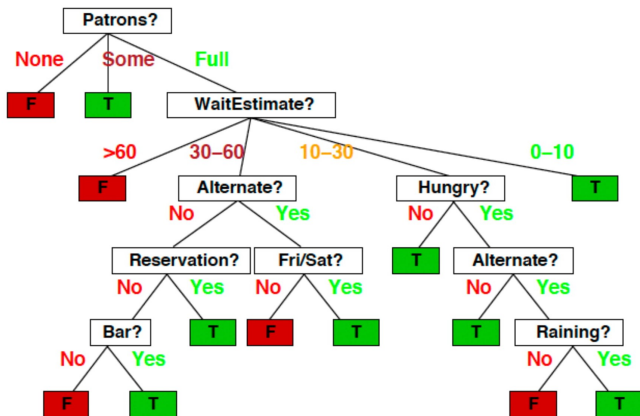 Patrons?
None Some Full
F T WaitEstimate?
>60 30–60 10–30 0–10
F Alternate? Hungry? T
No Yes No Yes
Reservation? Fri/Sat? T Alternate?
No Yes No Yes No Yes
Bar? T F T T Raining?
No Yes No Yes
F T F T